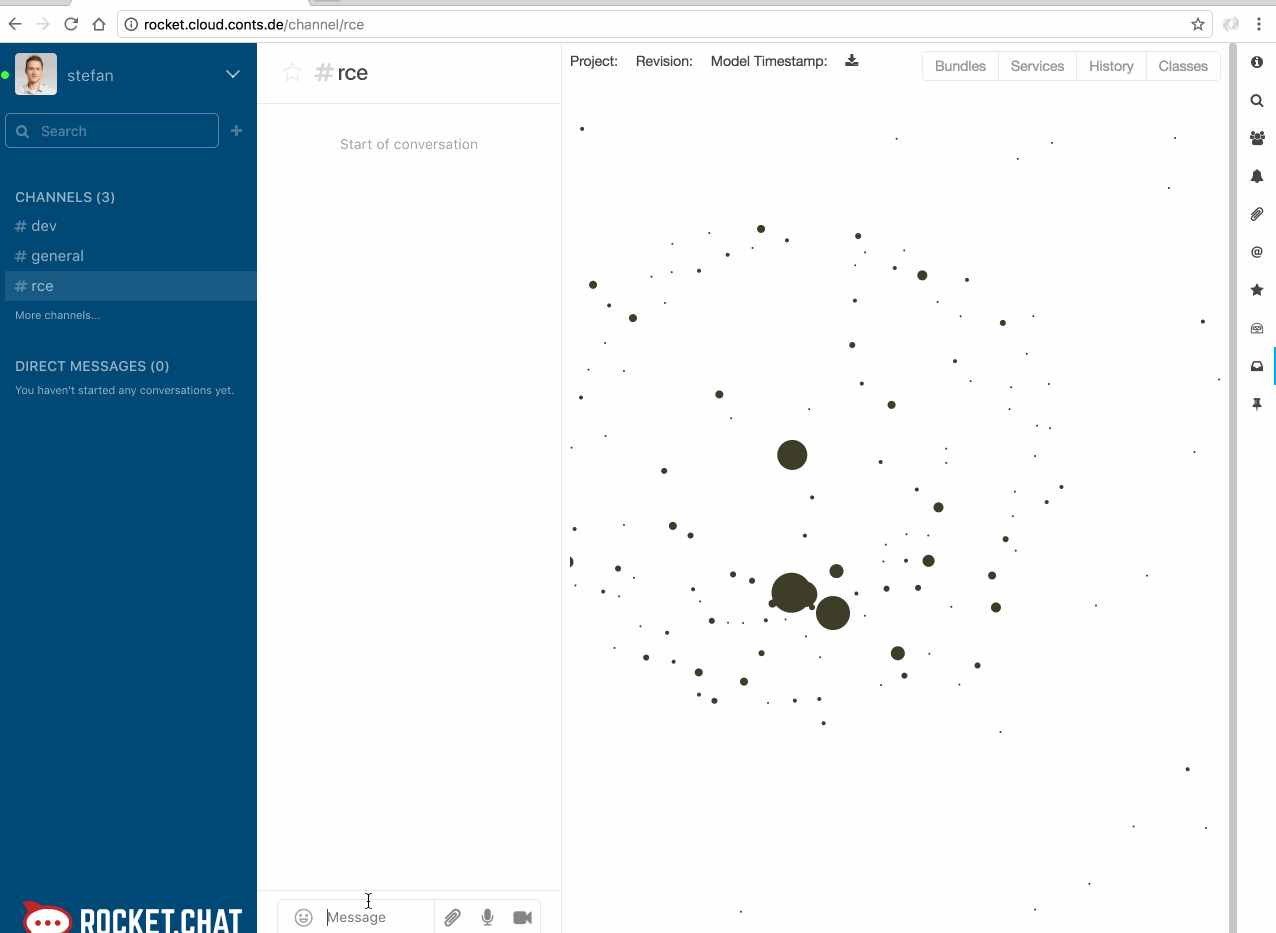 rocket.cloud.conts.de/channel/rce
stefan
Search
CHANNELS (3)
# dev
# general
# rce
More channels...
DIRECT MESSAGES (0)
You haven't started any conversations yet.
ROCKET.CHAT
#rce
Start of conversation
Message
Project: Revision: Model Timestamp:
Bundles Services History Classes